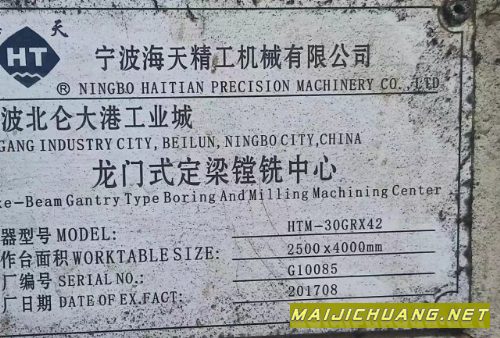 天
HT
宁波海天精工机械有限公司
® NINGBO HAITIAN PRECISION MACHINERY CO., LTD
波北仑大港工业城
GANG INDUSTRY CITY, BEILUN, NINGBO CITY, CHINA
龙门式定梁镗铣中心
xe-Beam Gantry Type Boring And Milling Machining Center
器型号 MODEL: HTM-30GRX42
作台面积 WORKTABLE SIZE: 2500x4000mm
厂编号 SERIAL NO.: G10085
厂日期 DATE OF EX.FACT: 201708
MAIJICHUANG.NET